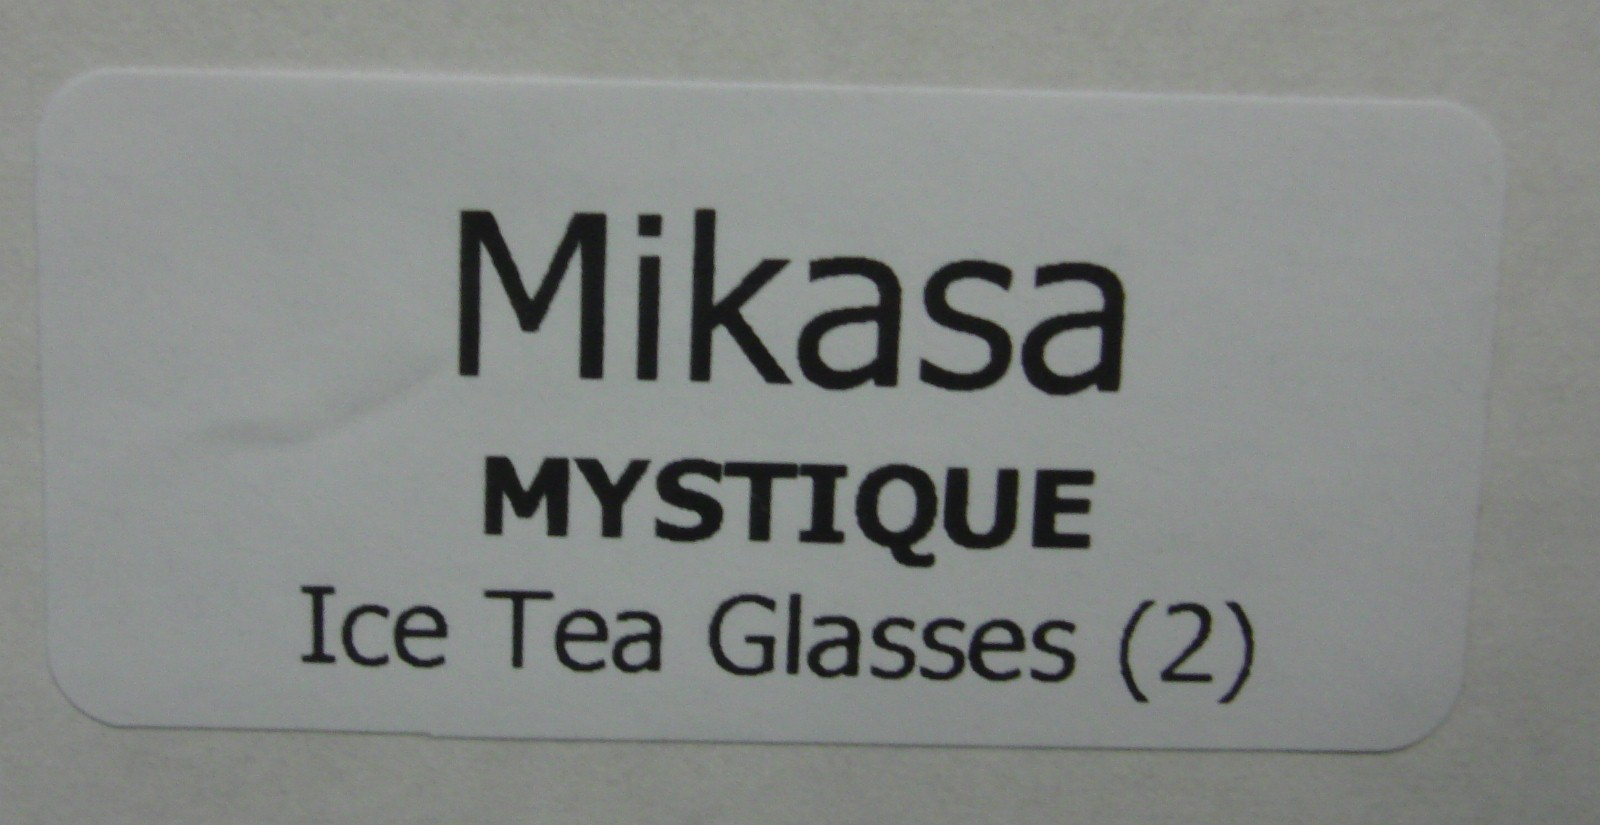 Mikasa
MYSTIQUE
Ice Tea Glasses (2)